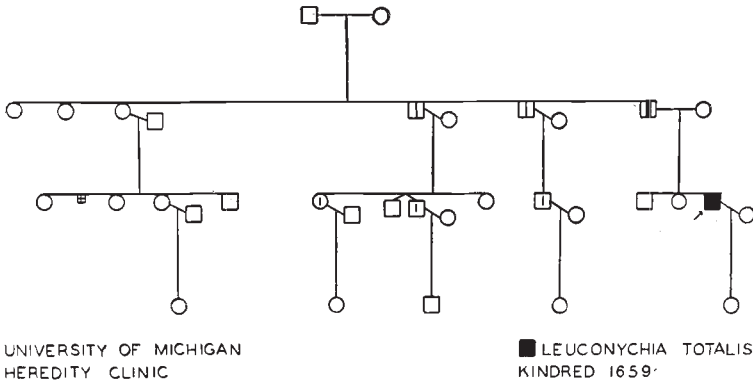 UNIVERSITY OF MICHIGAN
HEREDITY CLINIC
LEUCONYCHIA TOTALIS
KINDRED 1659